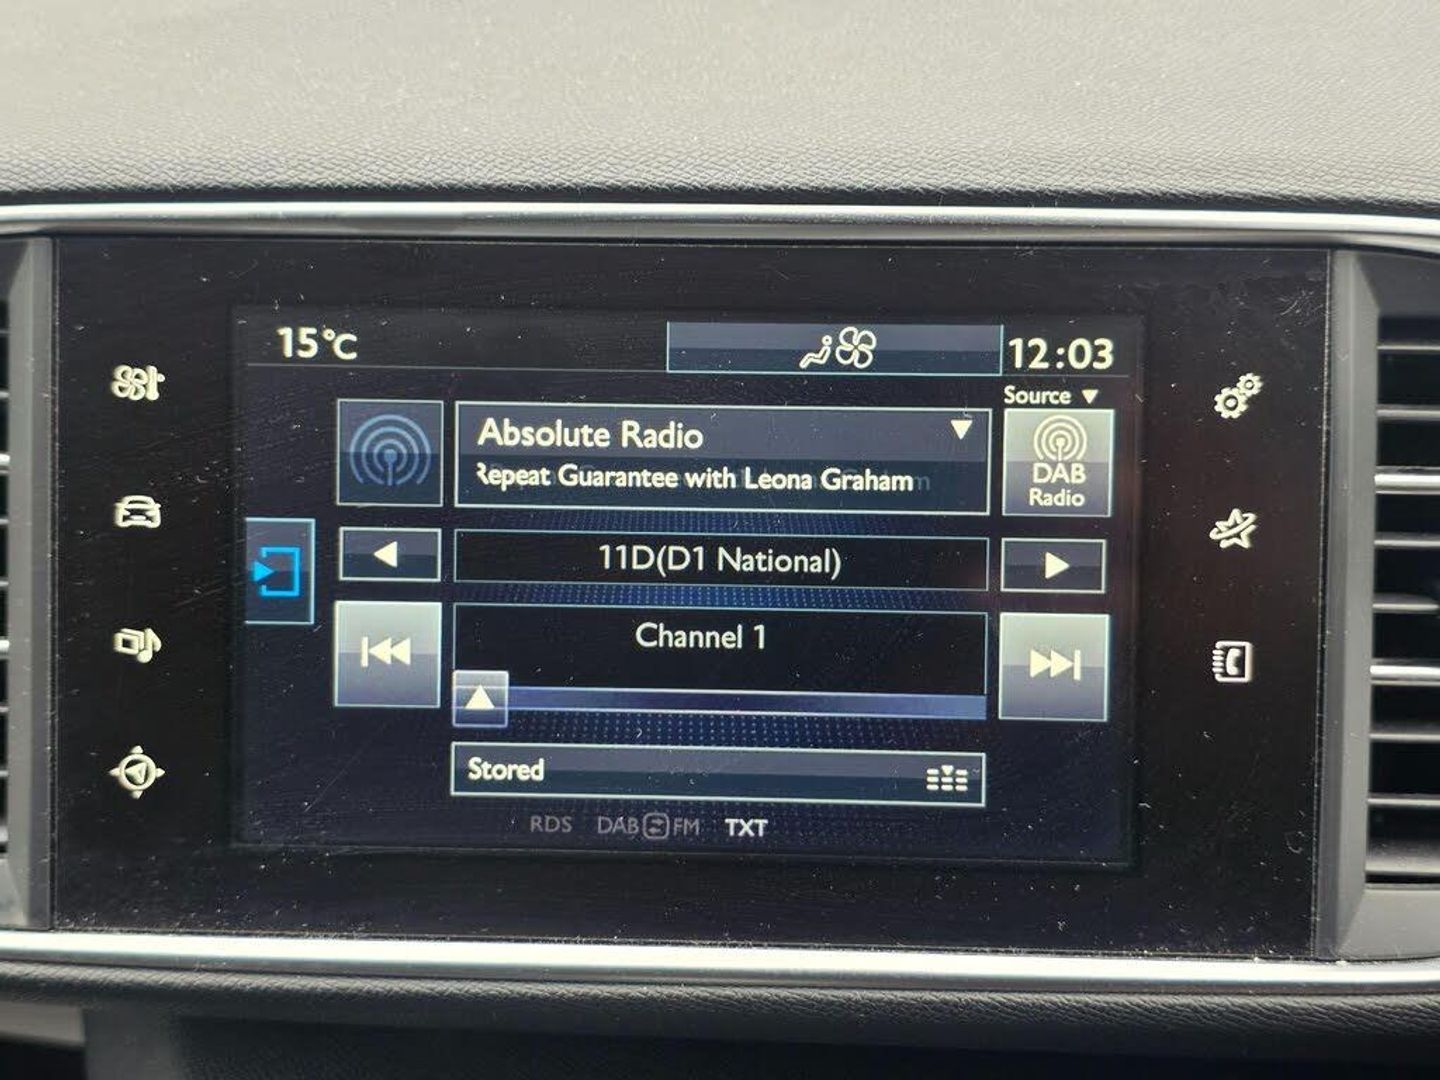 15°C
12:03
Source
Absolute Radio
Repeat Guarantee with Leona Graham
DAB
Radio
11D(D1 National)
Channel 1
Stored
RDS DAB FM TXT